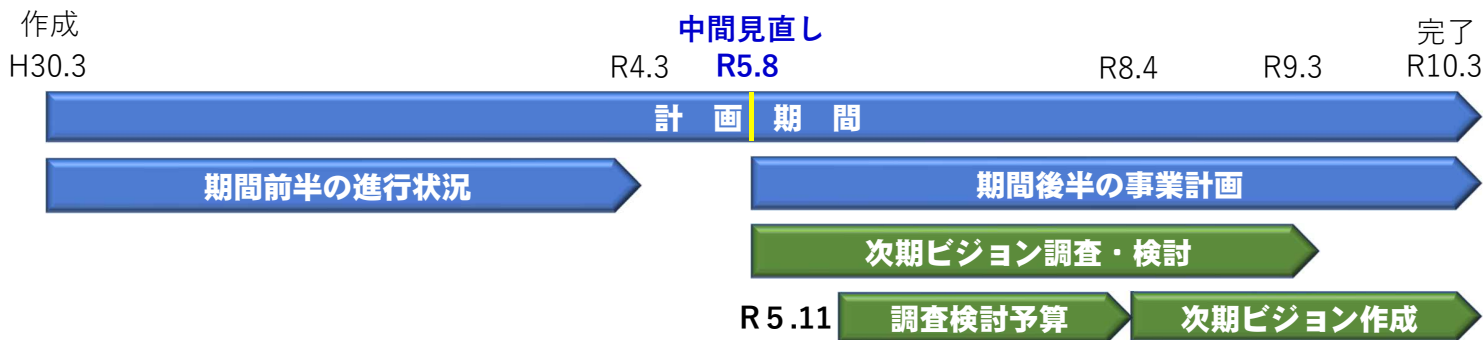 作成
中間見直し
完了
H30.3
R4.3
R5.8
R8.4
R9.3
R10.3
計 画 期 間
期間前半の進行状況
期間後半の事業計画
次期ビジョン調査・検討
R5.11
調査検討予算
次期ビジョン作成